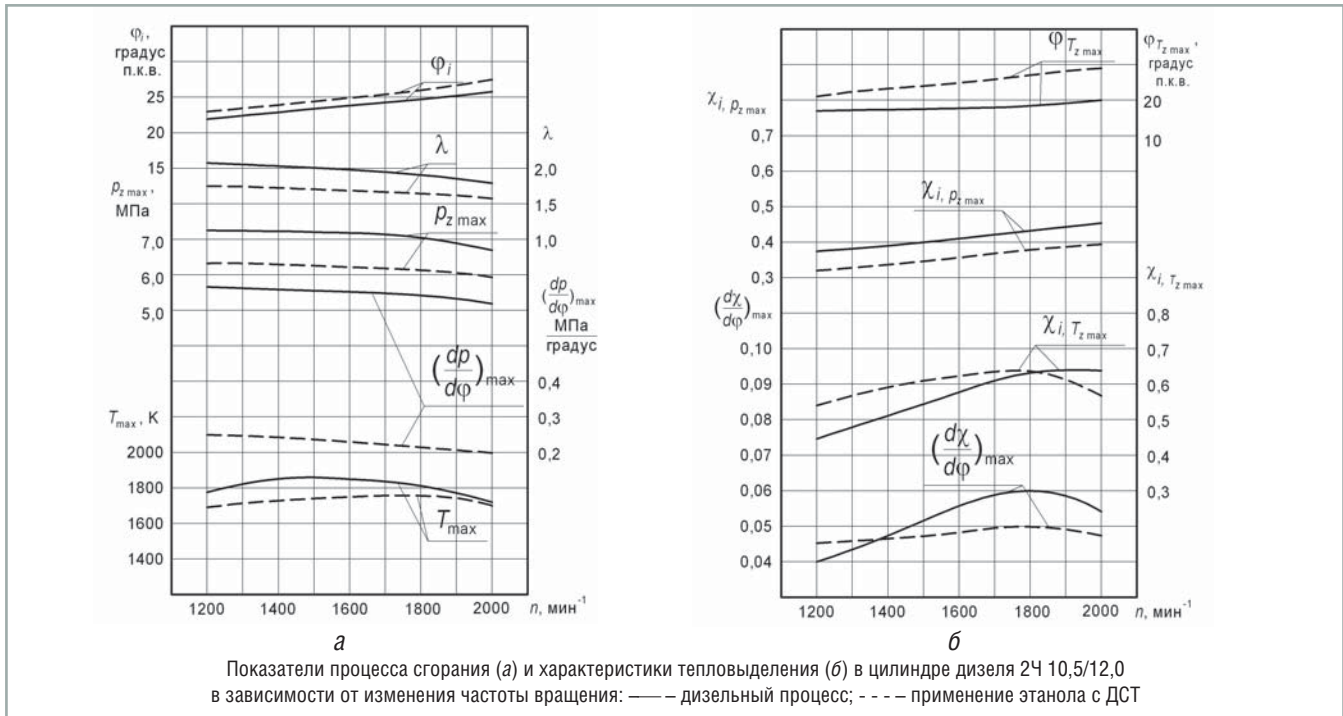 φi,
градус
п.к.в.
25
20
15
pz max,
МПа
7,0
6,0
5,0
Tmax, К
2000
1800
1600
1400
φi
λ
pz max
(dp/dφ)max
Tmax
λ
2,0
1,5
1,0
(dp/dφ)max
МПа
градус
0,4
0,3
0,2
1200 1400 1600 1800 2000 n, мин-1
а
χi, pz max
0,7
0,6
0,5
0,4
0,3
(dχ/dφ)max
0,10
0,09
0,08
0,07
0,06
0,05
0,04
φTz max
χi, pz max
χi, Tz max
(dχ/dφ)max
φTz max,
градус
п.к.в.
20
10
χi, Tz max
0,8
0,7
0,6
0,5
0,4
0,3
1200 1400 1600 1800 2000 n, мин-1
б
Показатели процесса сгорания (а) и характеристики тепловыделения (б) в цилиндре дизеля 2Ч 10,5/12,0
в зависимости от изменения частоты вращения: —— – дизельный процесс; - - - - – применение этанола с ДСТ